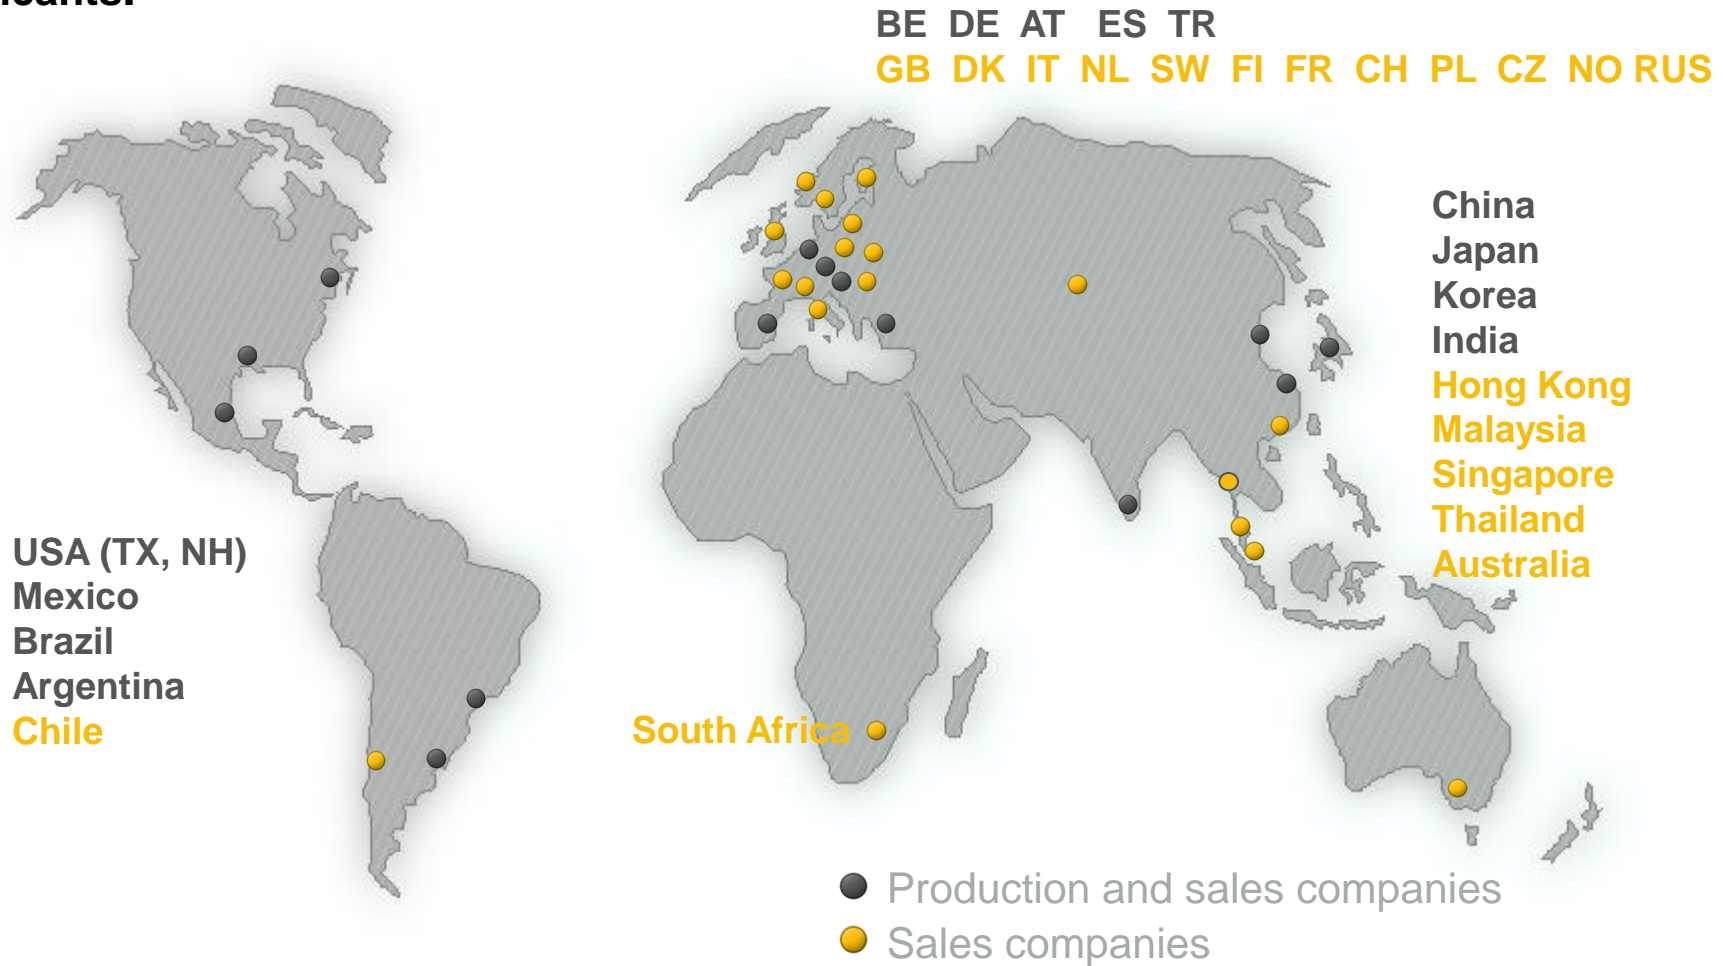 BE DE AT ES TR
GB DK IT NL SW FI FR CH PL CZ NO RUS
China
Japan
Korea
India
Hong Kong
Malaysia
Singapore
Thailand
Australia
USA (TX, NH)
Mexico
Brazil
Argentina
Chile
South Africa
Production and sales companies
Sales companies